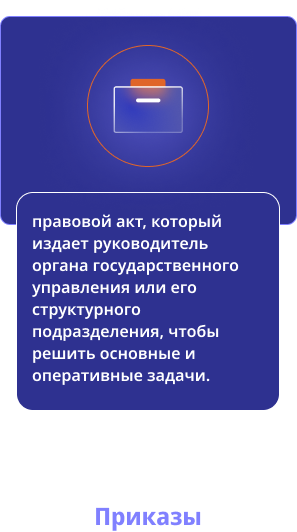 правовой акт, который
издает руководитель
органа государственного
управления или его
структурного
подразделения, чтобы
решить основные и
оперативные задачи.
Приказы